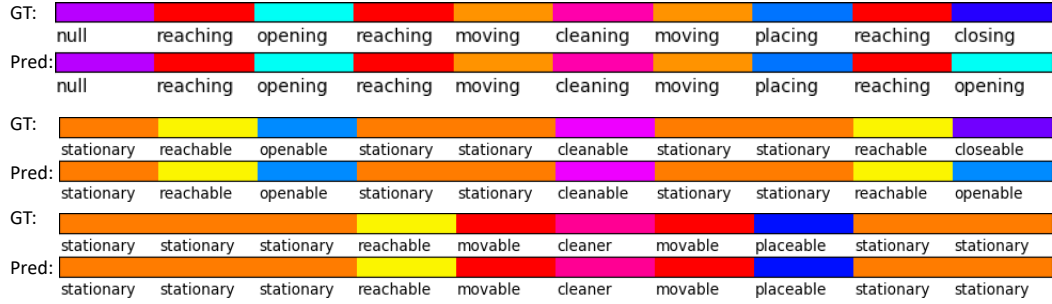 GT:
null reaching opening reaching moving cleaning moving placing reaching closing
Pred:
null reaching opening reaching moving cleaning moving placing reaching opening
GT:
stationary reachable openable stationary stationary cleanable stationary stationary reachable closeable
Pred:
stationary reachable openable stationary stationary cleanable stationary stationary reachable openable
GT:
stationary stationary stationary reachable movable cleaner movable placeable stationary stationary
Pred:
stationary stationary stationary reachable movable cleaner movable placeable stationary stationary